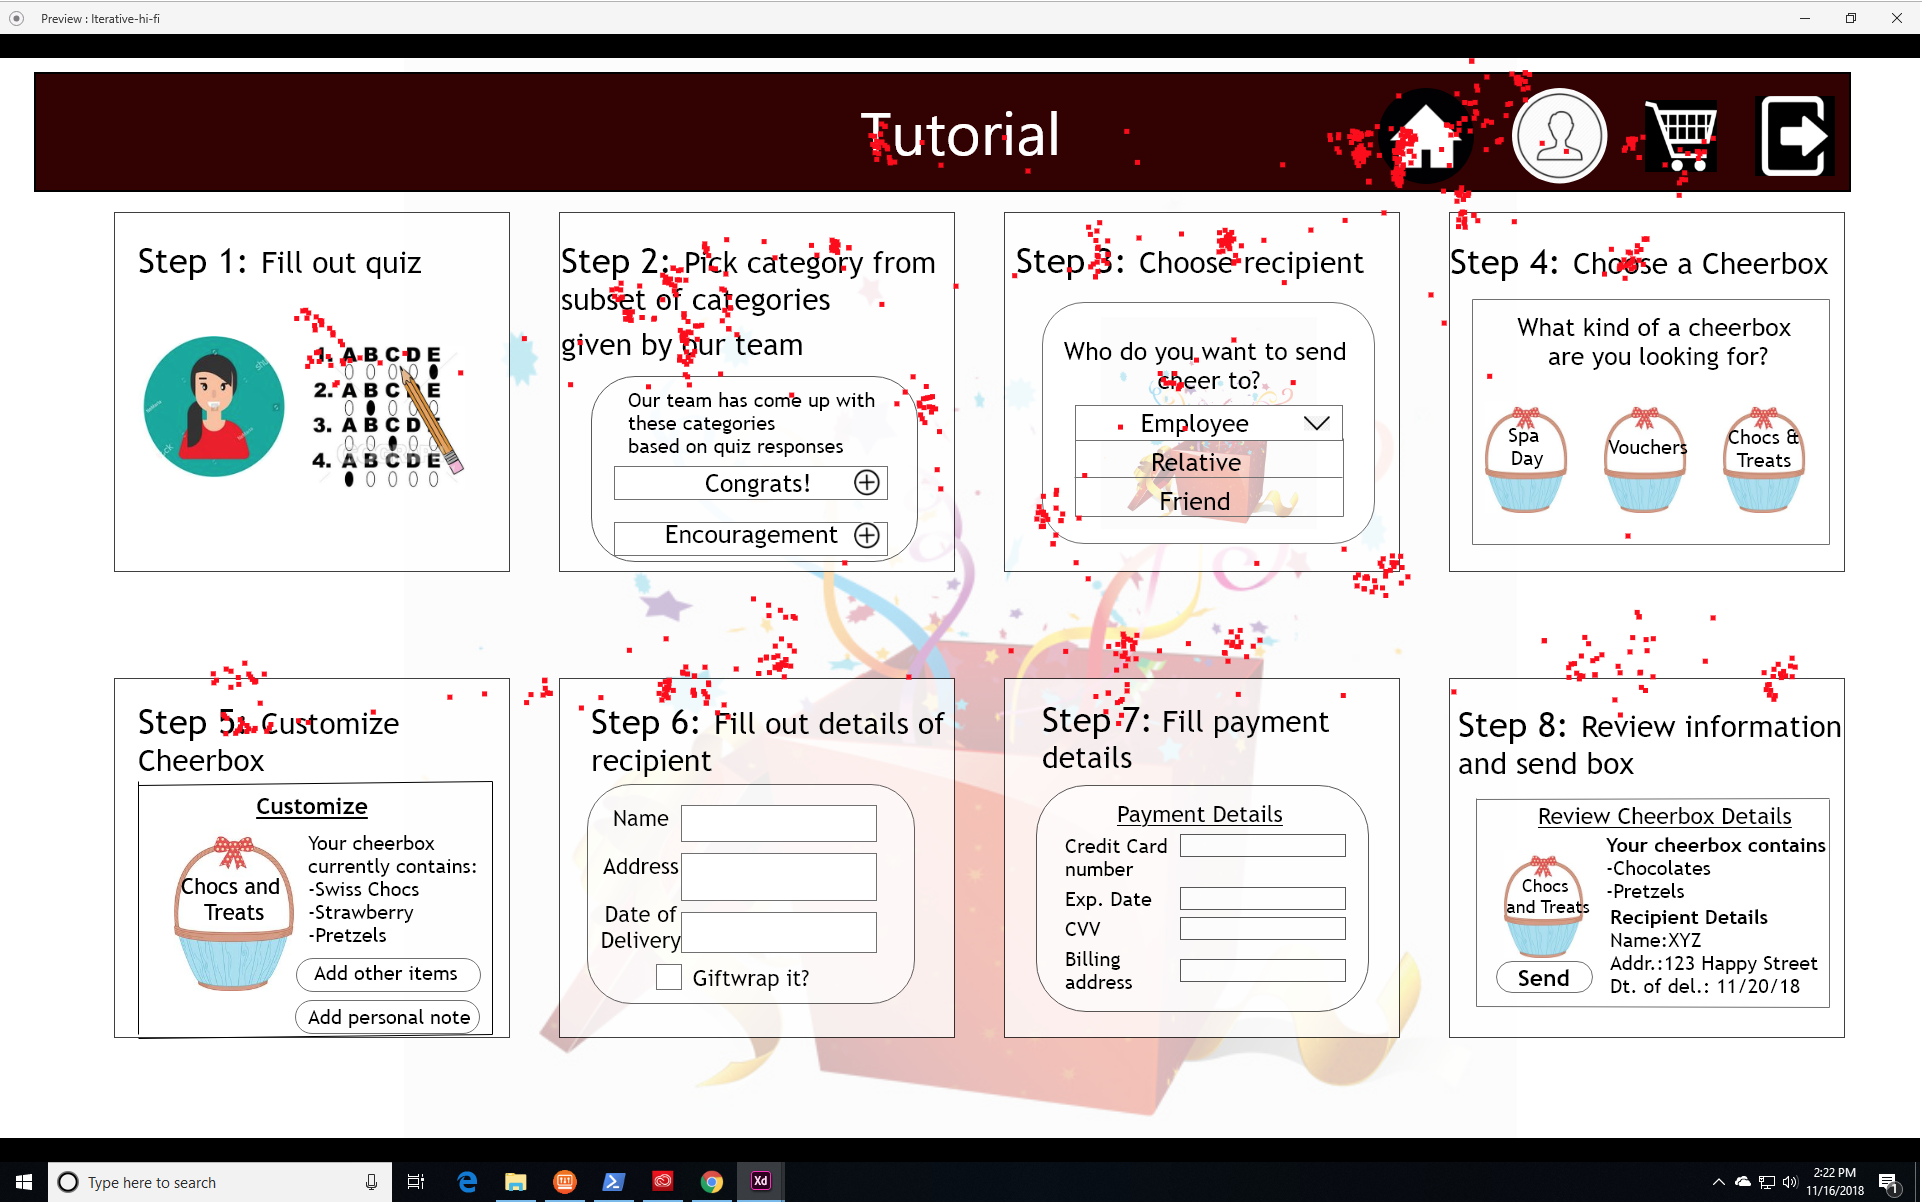 Preview : Iterative-hi-fi
Tutorial
Step 1: Fill out quiz
1. A B C D E
2. A B C D E
3. A B C D E
4. A B C D E
Step 2: Pick category from
subset of categories
given by our team
Our team has come up with
these categories
based on quiz responses
Congrats!
Encouragement
Step 3: Choose recipient
Who do you want to send
cheer to?
Employee
Relative
Friend
Step 4: Choose a Cheerbox
What kind of a cheerbox
are you looking for?
Spa
Day
Vouchers
Chocs &
Treats
Step 5: Customize
Cheerbox
Customize
Chocs and
Treats
Your cheerbox
currently contains:
-Swiss Chocs
-Strawberry
-Pretzels
Add other items
Add personal note
Step 6: Fill out details of
recipient
Name
Address
Date of
Delivery
Giftwrap it?
Step 7: Fill payment
details
Payment Details
Credit Card
number
Exp. Date
CVV
Billing
address
Step 8: Review information
and send box
Review Cheerbox Details
Chocs
and Treats
Send
Your cheerbox contains
-Chocolates
-Pretzels
Recipient Details
Name:XYZ
Addr.:123 Happy Street
Dt. of del.: 11/20/18
Type here to search
Xd
2:22 PM
11/16/2018
1